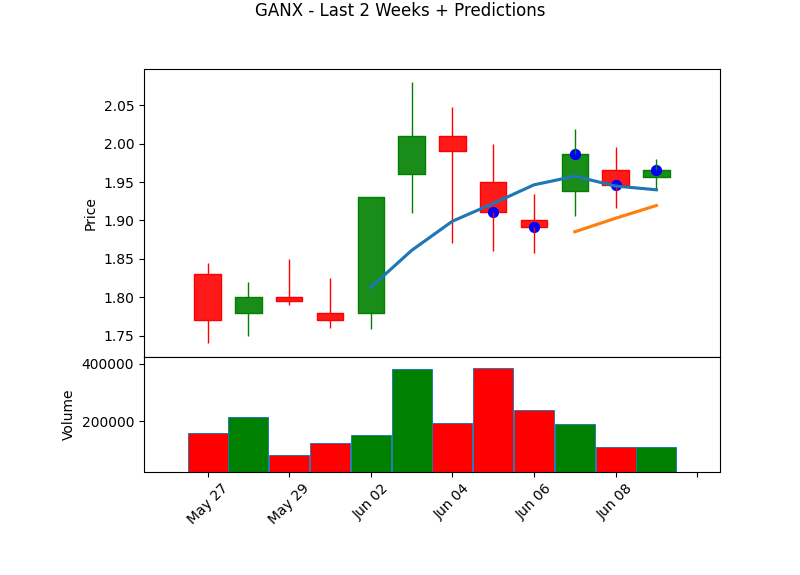 GANX - Last 2 Weeks + Predictions
Price
2.05
2.00
1.95
1.90
1.85
1.80
1.75
Volume
400000
200000
May 27
May 29
Jun 02
Jun 04
Jun 06
Jun 08